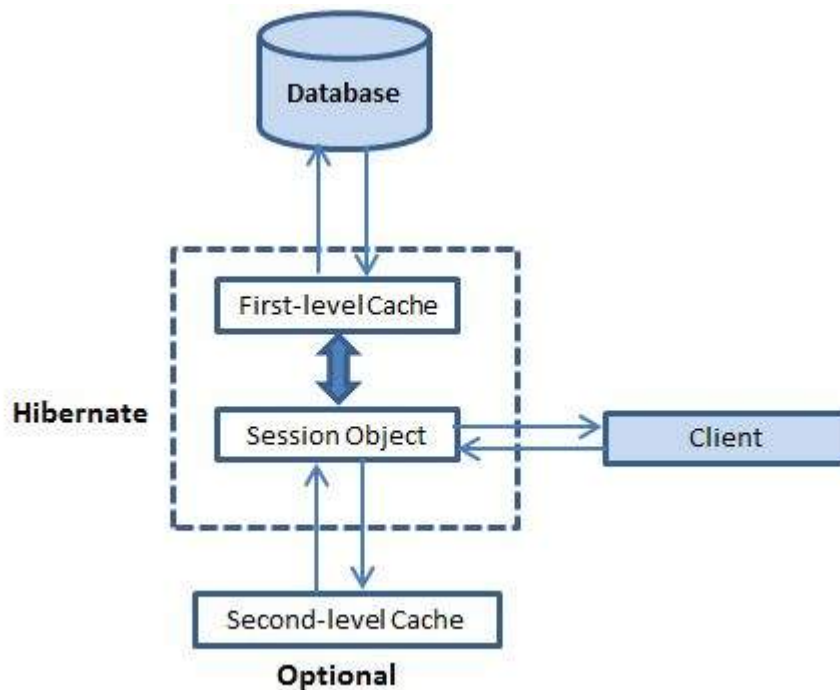 Database
First-level Cache
Hibernate
Session Object
Client
Second-level Cache
Optional